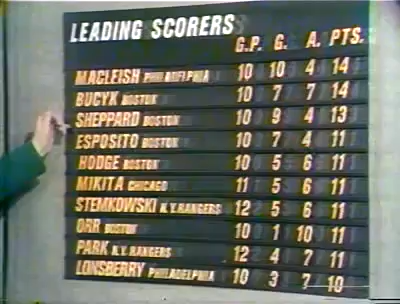 LEADING SCORERS
G.P. G. A. PTS.
MACLEISH PHILADELPHIA 10 10 4 14
BUCYK BOSTON 10 7 7 14
SHEPPARD BOSTON 10 9 4 13
ESPOSITO BOSTON 10 7 4 11
HODGE BOSTON 10 5 6 11
MIKITA CHICAGO 11 5 6 11
STEMKOWSKI N.Y. RANGERS 12 5 6 11
ORR BOSTON 10 1 10 11
PARK N.Y. RANGERS 12 4 7 11
LONSBERRY PHILADELPHIA 10 3 7 10